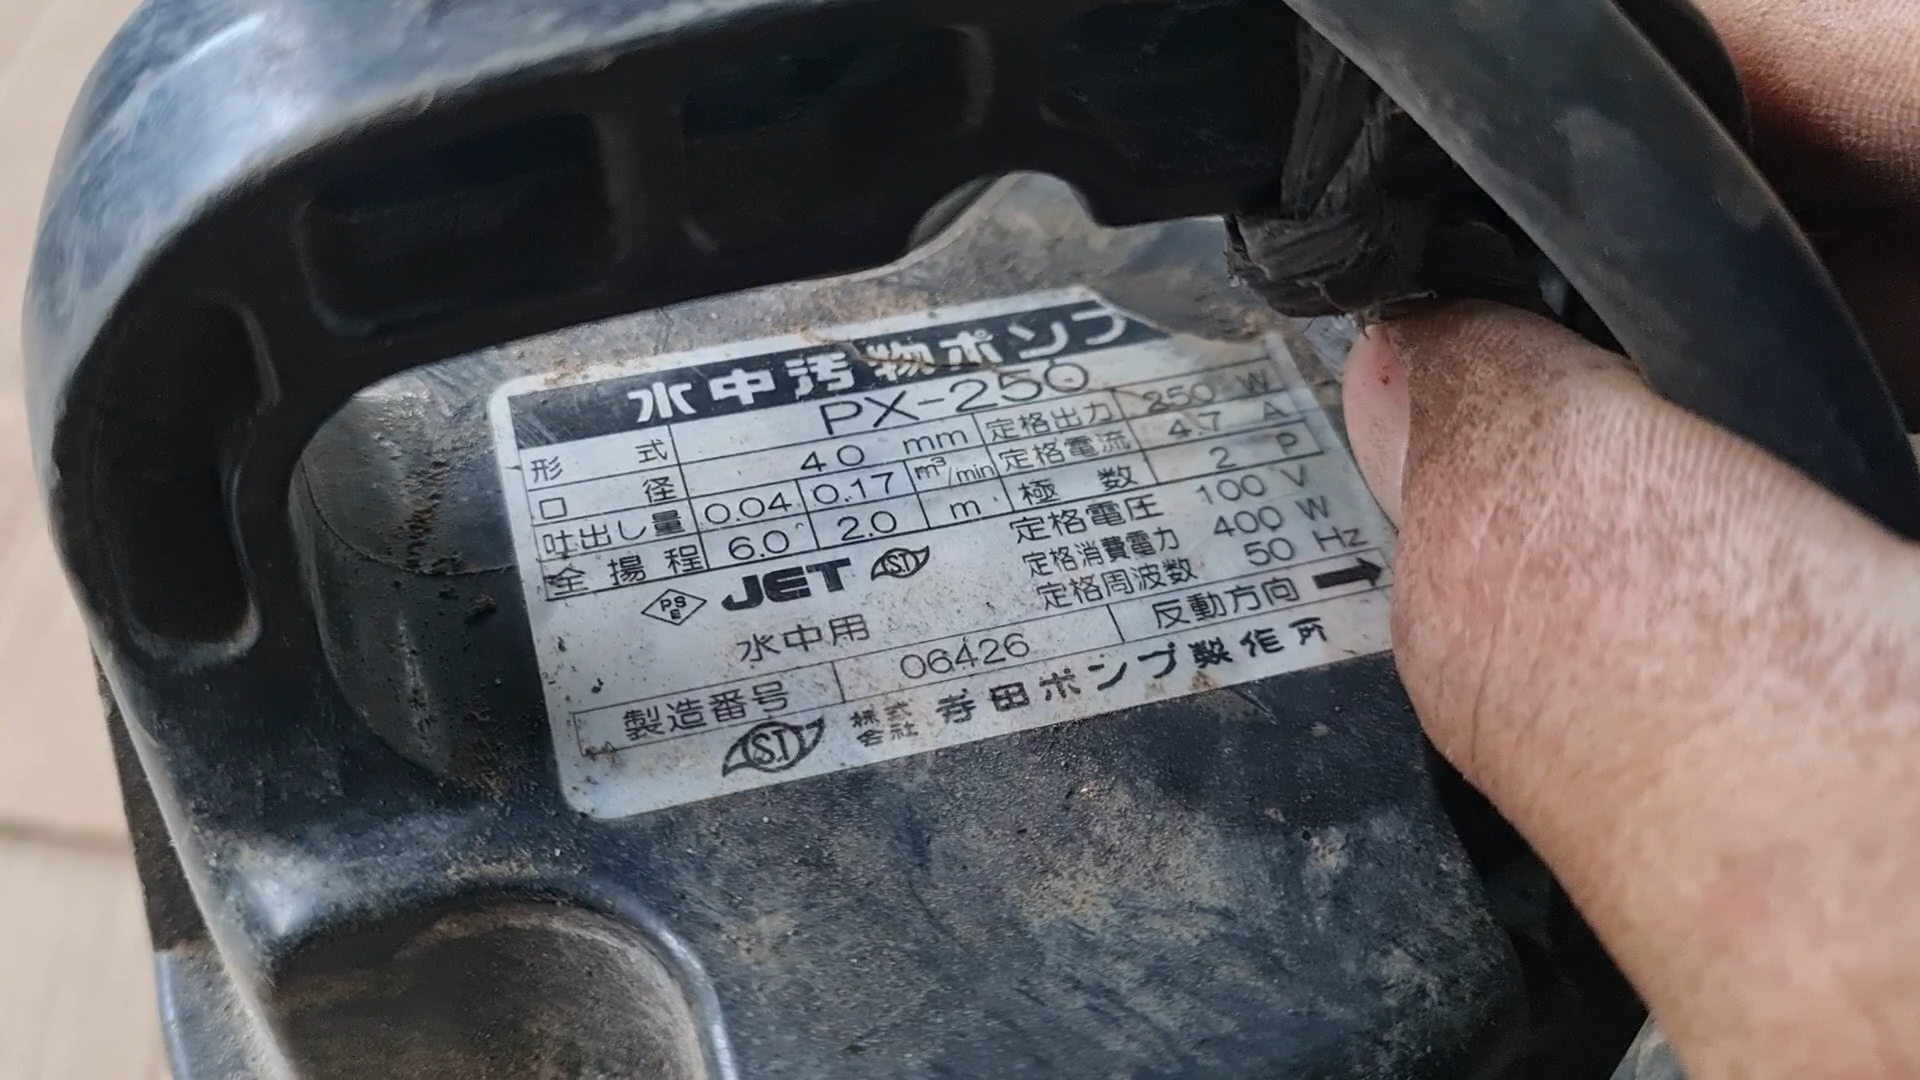 水中汚物ポンプ
形式 PX-250
口径 40 mm 定格出力 250 W
吐出し量 0.04 0.17 m³/min 定格電流 4.7 A
全揚程 6.0 2.0 m 極数 2 P
定格電圧 100 V
定格消費電力 400 W
定格周波数 50 Hz
PSE JET ST
水中用
製造番号 06426 反動方向
ST 株式会社 寺田ポンプ製作所